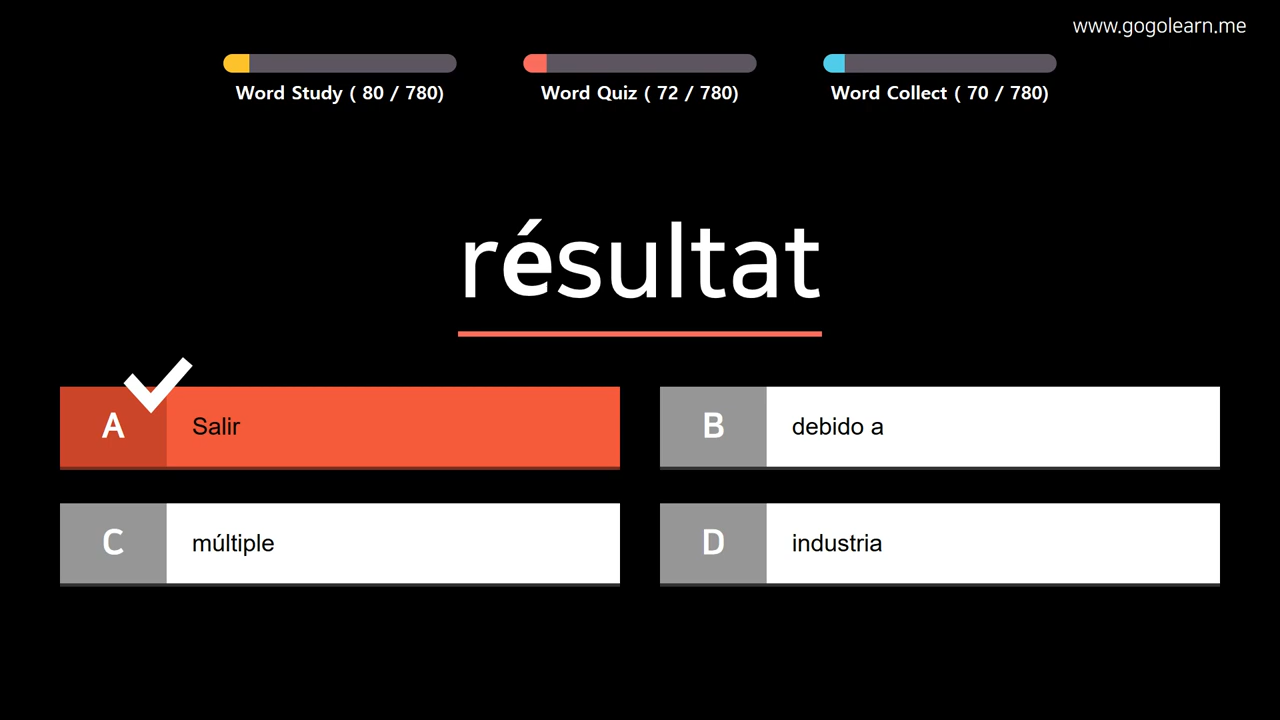 www.gogolearn.me
Word Study ( 80 / 780)
Word Quiz ( 72 / 780)
Word Collect ( 70 / 780)
résultat
A Salir
B debido a
C múltiple
D industria